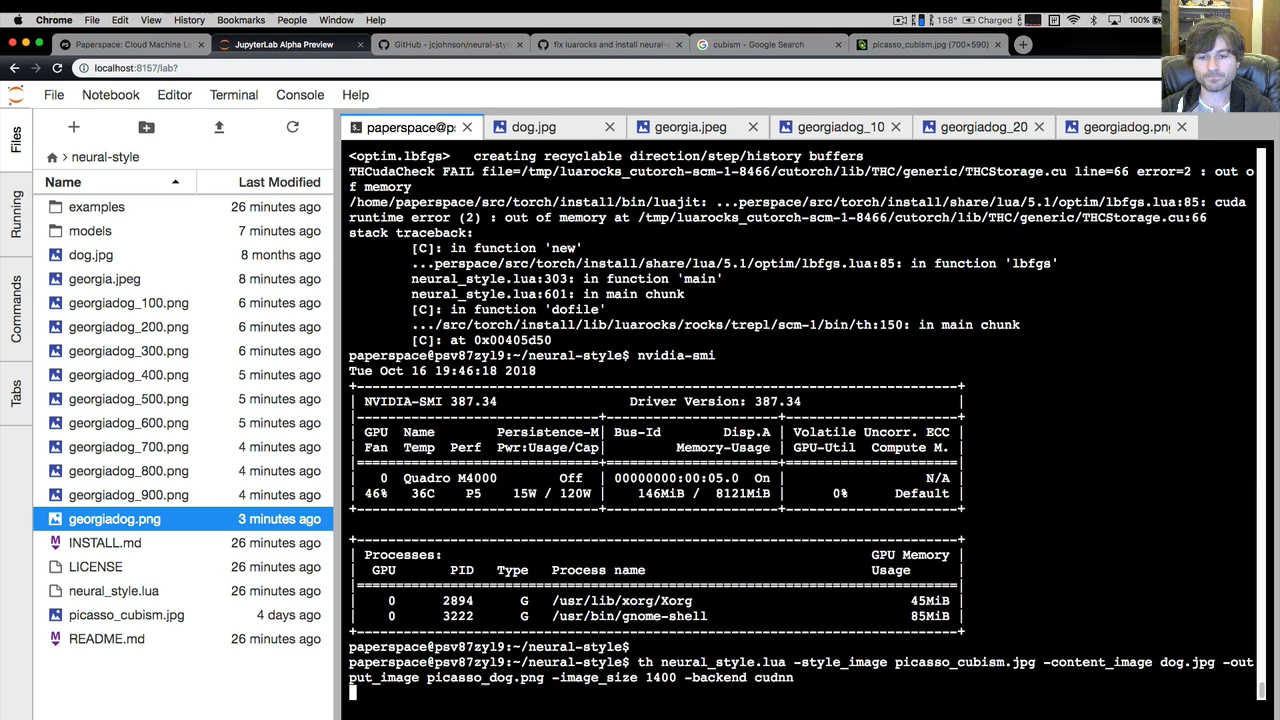 Chrome File Edit View History Bookmarks People Window Help 158° Charged 100%
Paperspace: Cloud Machine Le JupyterLab Alpha Preview GitHub - jcjohnson/neural-style fix luarocks and install neural- cubism - Google Search picasso_cubism.jpg (700×590)
localhost:8157/lab?
File Notebook Editor Terminal Console Help
Files
Running
Commands
Tabs
neural-style
Name Last Modified
examples 26 minutes ago
models 7 minutes ago
dog.jpg 8 months ago
georgia.jpeg 8 minutes ago
georgiadog_100.png 6 minutes ago
georgiadog_200.png 6 minutes ago
georgiadog_300.png 6 minutes ago
georgiadog_400.png 5 minutes ago
georgiadog_500.png 5 minutes ago
georgiadog_600.png 5 minutes ago
georgiadog_700.png 4 minutes ago
georgiadog_800.png 4 minutes ago
georgiadog_900.png 4 minutes ago
georgiadog.png 3 minutes ago
INSTALL.md 26 minutes ago
LICENSE 26 minutes ago
neural_style.lua 26 minutes ago
picasso_cubism.jpg 4 days ago
README.md 26 minutes ago
paperspace@ps dog.jpg georgia.jpeg georgiadog_10 georgiadog_20 georgiadog.png
<optim.lbfgs> creating recyclable direction/step/history buffers
THCudaCheck FAIL file=/tmp/luarocks_cutorch-scm-1-8466/cutorch/lib/THC/generic/THCStorage.cu line=66 error=2 : out o
f memory
/home/paperspace/src/torch/install/bin/luajit: ...perspace/src/torch/install/share/lua/5.1/optim/lbfgs.lua:85: cuda
runtime error (2) : out of memory at /tmp/luarocks_cutorch-scm-1-8466/cutorch/lib/THC/generic/THCStorage.cu:66
stack traceback:
[C]: in function 'new'
...perspace/src/torch/install/share/lua/5.1/optim/lbfgs.lua:85: in function 'lbfgs'
neural_style.lua:303: in function 'main'
neural_style.lua:601: in main chunk
[C]: in function 'dofile'
.../src/torch/install/lib/luarocks/rocks/trepl/scm-1/bin/th:150: in main chunk
[C]: at 0x00405d50
paperspace@psv87zyl9:~/neural-style$ nvidia-smi
Tue Oct 16 19:46:18 2018
NVIDIA-SMI 387.34 Driver Version: 387.34
GPU Name Persistence-M| Bus-Id Disp.A | Volatile Uncorr. ECC
Fan Temp Perf Pwr:Usage/Cap| Memory-Usage | GPU-Util Compute M.
0 Quadro M4000 Off | 00000000:00:05.0 On | N/A
46% 36C P5 15W / 120W | 146MiB / 8121MiB | 0% Default
Processes: GPU Memory
GPU PID Type Process name Usage
0 2894 G /usr/lib/xorg/Xorg 45MiB
0 3222 G /usr/bin/gnome-shell 85MiB
paperspace@psv87zyl9:~/neural-style$
paperspace@psv87zyl9:~/neural-style$ th neural_style.lua -style_image picasso_cubism.jpg -content_image dog.jpg -out
put_image picasso_dog.png -image_size 1400 -backend cudnn